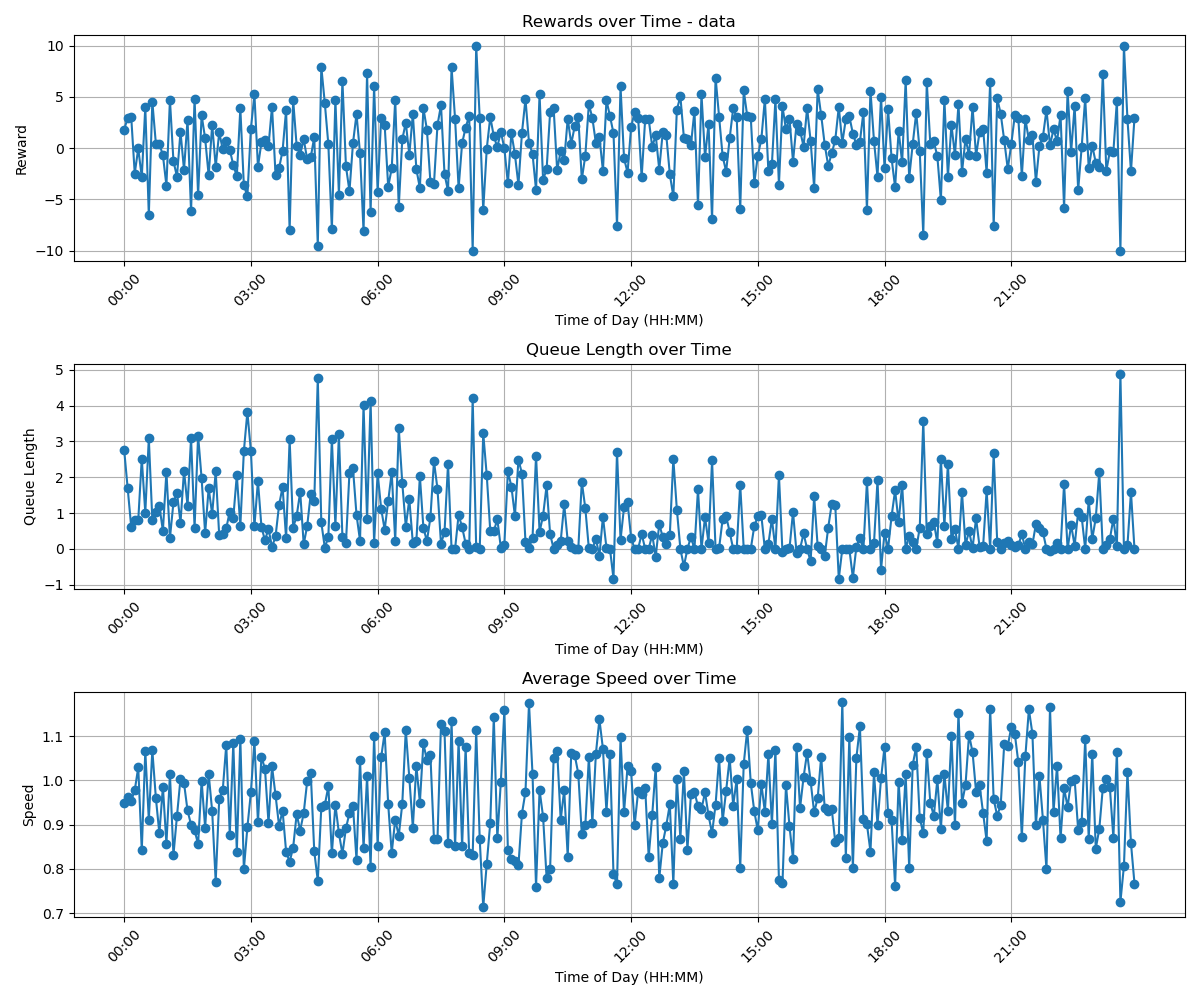 Rewards over Time - data
Reward
10
5
0
−5
−10
00:00 03:00 06:00 09:00 12:00 15:00 18:00 21:00
Time of Day (HH:MM)
Queue Length over Time
Queue Length
5
4
3
2
1
0
−1
00:00 03:00 06:00 09:00 12:00 15:00 18:00 21:00
Time of Day (HH:MM)
Average Speed over Time
Speed
1.1
1.0
0.9
0.8
0.7
00:00 03:00 06:00 09:00 12:00 15:00 18:00 21:00
Time of Day (HH:MM)